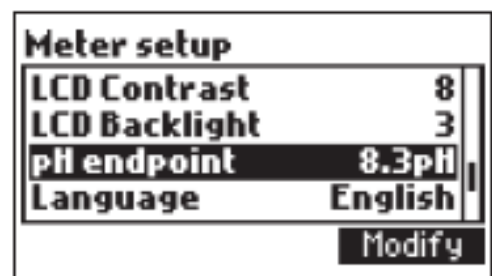 Meter setup
LCD Contrast 8
LCD Backlight 3
pH endpoint 8.3pH
Language English
Modify